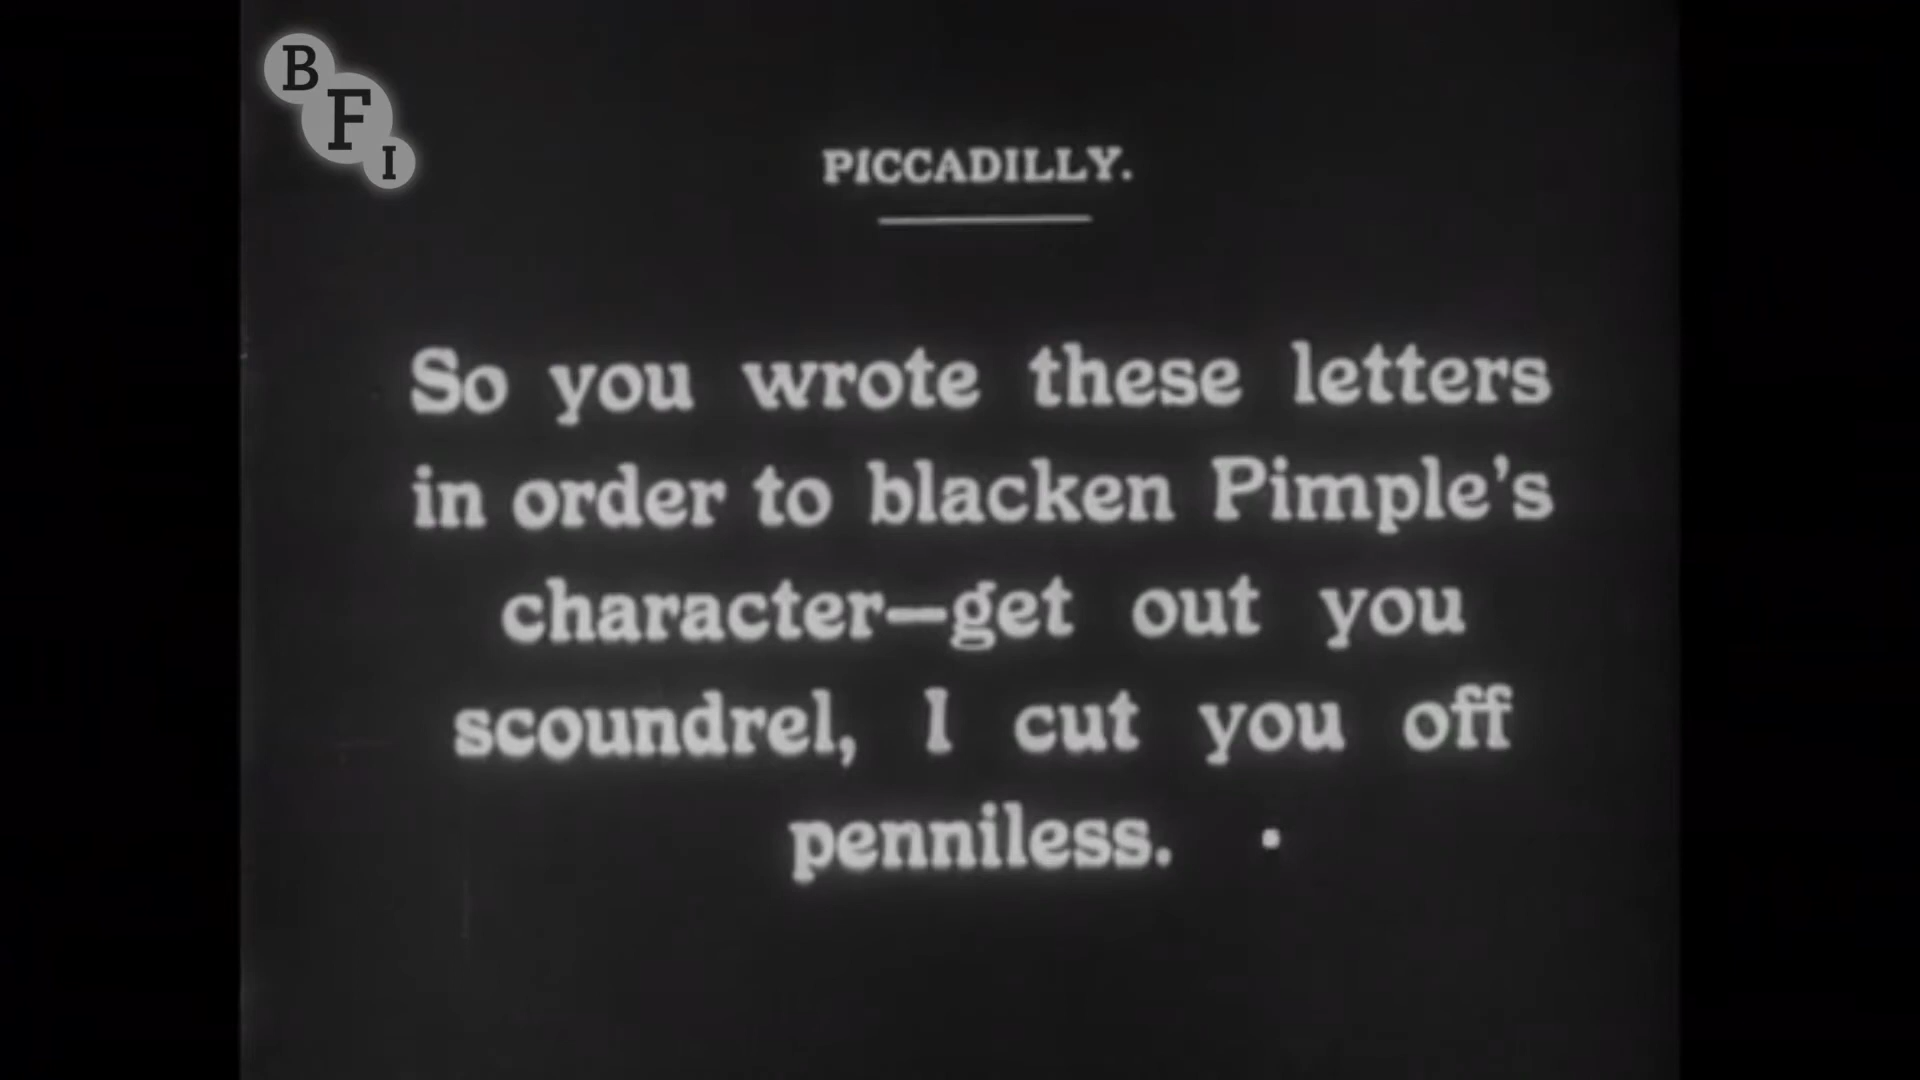 BFI
PICCADILLY.
So you wrote these letters
in order to blacken Pimple's
character—get out you
scoundrel, I cut you off
penniless.